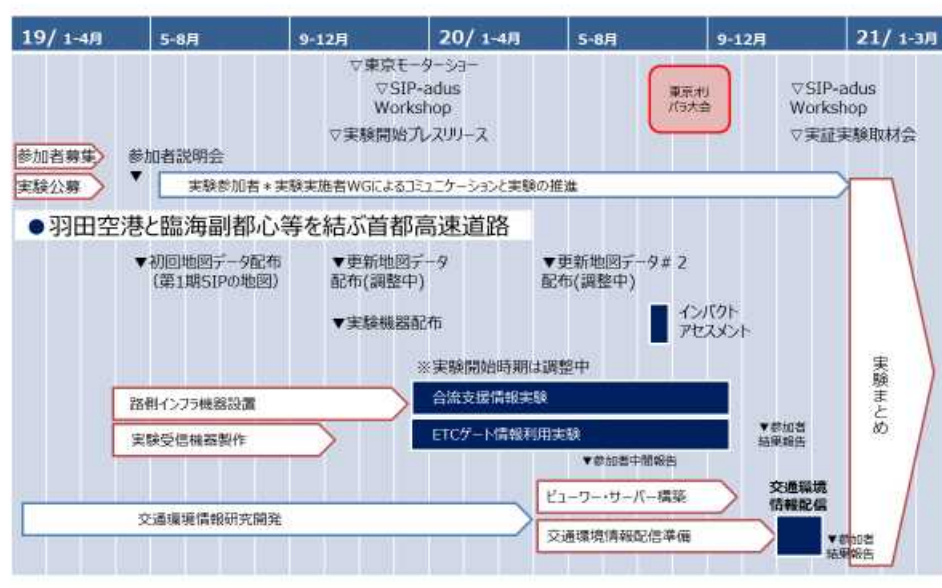 19/ 1-4月 5-8月 9-12月 20/ 1-4月 5-8月 9-12月 21/ 1-3月
▽東京モーターショー
▽SIP-adus
Workshop
▽実験開始プレスリリース
東京オリ
パラ大会
▽SIP-adus
Workshop
▽実証実験取材会
参加者募集
参加者説明会
▼
実験公募
実験参加者*実験実施者WGによるコミュニケーションと実験の推進
●羽田空港と臨海副都心等を結ぶ首都高速道路
▼初回地図データ配布
(第1期SIPの地図)
▼更新地図データ
配布(調整中)
▼更新地図データ#2
配布(調整中)
▼実験機器配布
インパクト
アセスメント
※実験開始時期は調整中
路側インフラ機器設置
合流支援情報実験
実験受信機器製作
ETCゲート情報利用実験
▼参加者
結果報告
▼参加者中間報告
実験まとめ
ビューワー・サーバー構築
交通環境
情報配信
交通環境情報研究開発
交通環境情報配信準備
▼参加者
結果報告